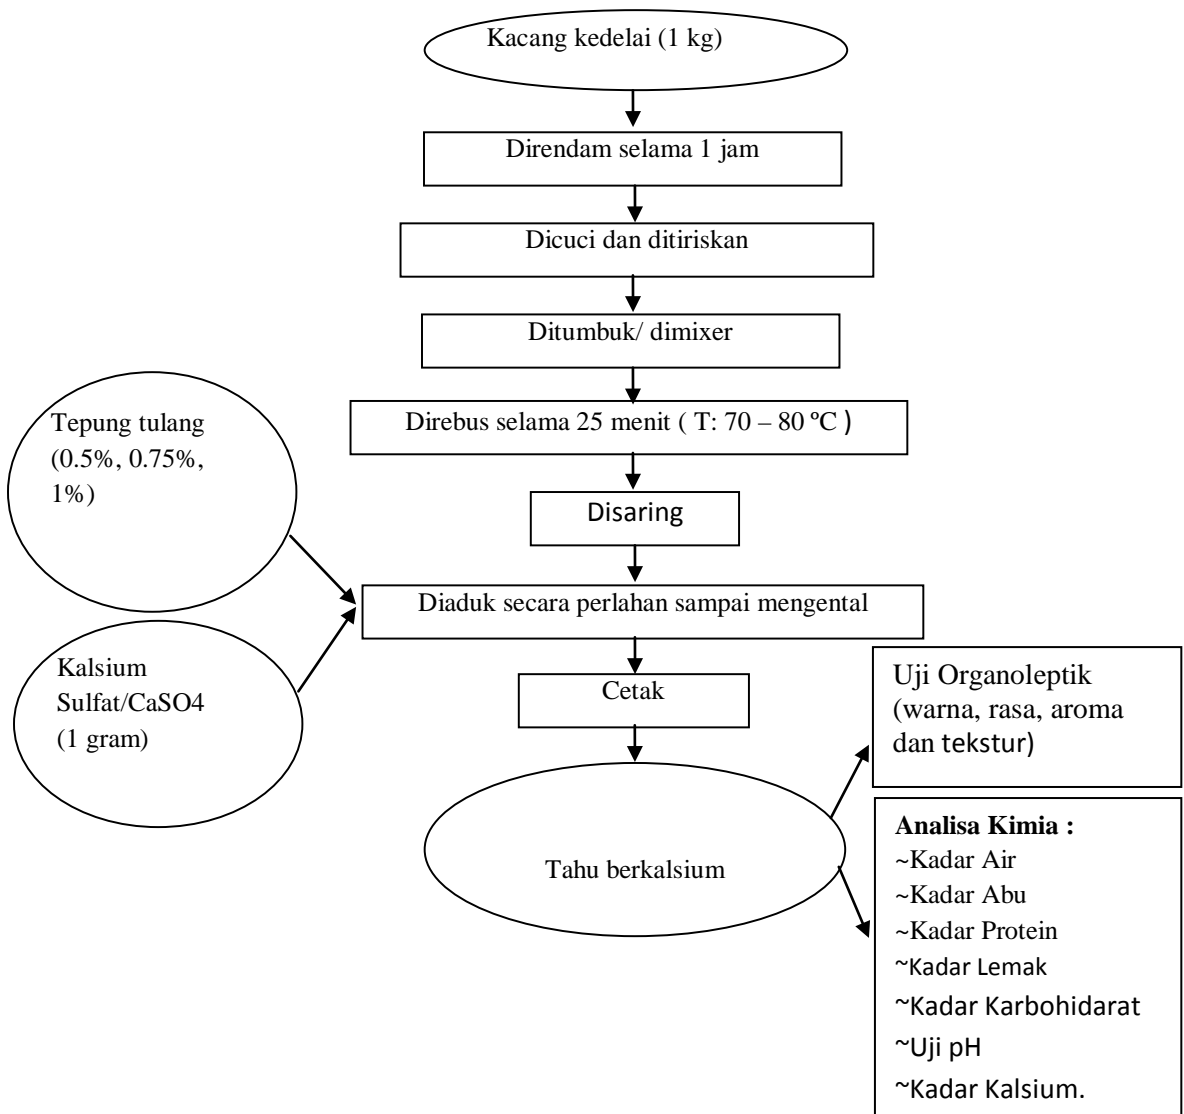 Kacang kedelai (1 kg)
Direndam selama 1 jam
Dicuci dan ditiriskan
Ditumbuk/ dimixer
Direbus selama 25 menit ( T: 70 – 80 ºC )
Disaring
Tepung tulang
(0.5%, 0.75%,
1%)
Kalsium
Sulfat/CaSO4
(1 gram)
Diaduk secara perlahan sampai mengental
Cetak
Tahu berkalsium
Uji Organoleptik
(warna, rasa, aroma
dan tekstur)
Analisa Kimia :
~Kadar Air
~Kadar Abu
~Kadar Protein
~Kadar Lemak
~Kadar Karbohidarat
~Uji pH
~Kadar Kalsium.